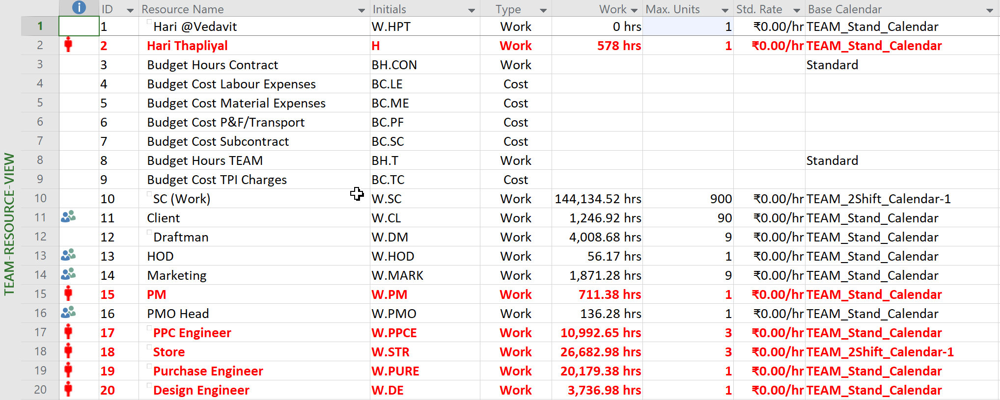 ID Resource Name Initials Type Work Max. Units Std. Rate Base Calendar
1 1 Hari @Vedavit W.HPT Work 0 hrs 1 ₹0.00/hr TEAM_Stand_Calendar
2 2 Hari Thapliyal H Work 578 hrs 1 ₹0.00/hr TEAM_Stand_Calendar
3 3 Budget Hours Contract BH.CON Work Standard
4 4 Budget Cost Labour Expenses BC.LE Cost
5 5 Budget Cost Material Expenses BC.ME Cost
6 6 Budget Cost P&F/Transport BC.PF Cost
7 7 Budget Cost Subcontract BC.SC Cost
8 8 Budget Hours TEAM BH.T Work Standard
9 9 Budget Cost TPI Charges BC.TC Cost
10 10 SC (Work) W.SC Work 144,134.52 hrs 900 ₹0.00/hr TEAM_2Shift_Calendar-1
11 11 Client W.CL Work 1,246.92 hrs 90 ₹0.00/hr TEAM_Stand_Calendar
12 12 Draftman W.DM Work 4,008.68 hrs 9 ₹0.00/hr TEAM_Stand_Calendar
13 13 HOD W.HOD Work 56.17 hrs 1 ₹0.00/hr TEAM_Stand_Calendar
14 14 Marketing W.MARK Work 1,871.28 hrs 9 ₹0.00/hr TEAM_Stand_Calendar
15 15 PM W.PM Work 711.38 hrs 1 ₹0.00/hr TEAM_Stand_Calendar
16 16 PMO Head W.PMO Work 136.28 hrs 1 ₹0.00/hr TEAM_Stand_Calendar
17 17 PPC Engineer W.PPCE Work 10,992.65 hrs 3 ₹0.00/hr TEAM_Stand_Calendar
18 18 Store W.STR Work 26,682.98 hrs 3 ₹0.00/hr TEAM_2Shift_Calendar-1
19 19 Purchase Engineer W.PURE Work 20,179.38 hrs 1 ₹0.00/hr TEAM_Stand_Calendar
20 20 Design Engineer W.DE Work 3,736.98 hrs 1 ₹0.00/hr TEAM_Stand_Calendar
TEAM-RESOURCE-VIEW